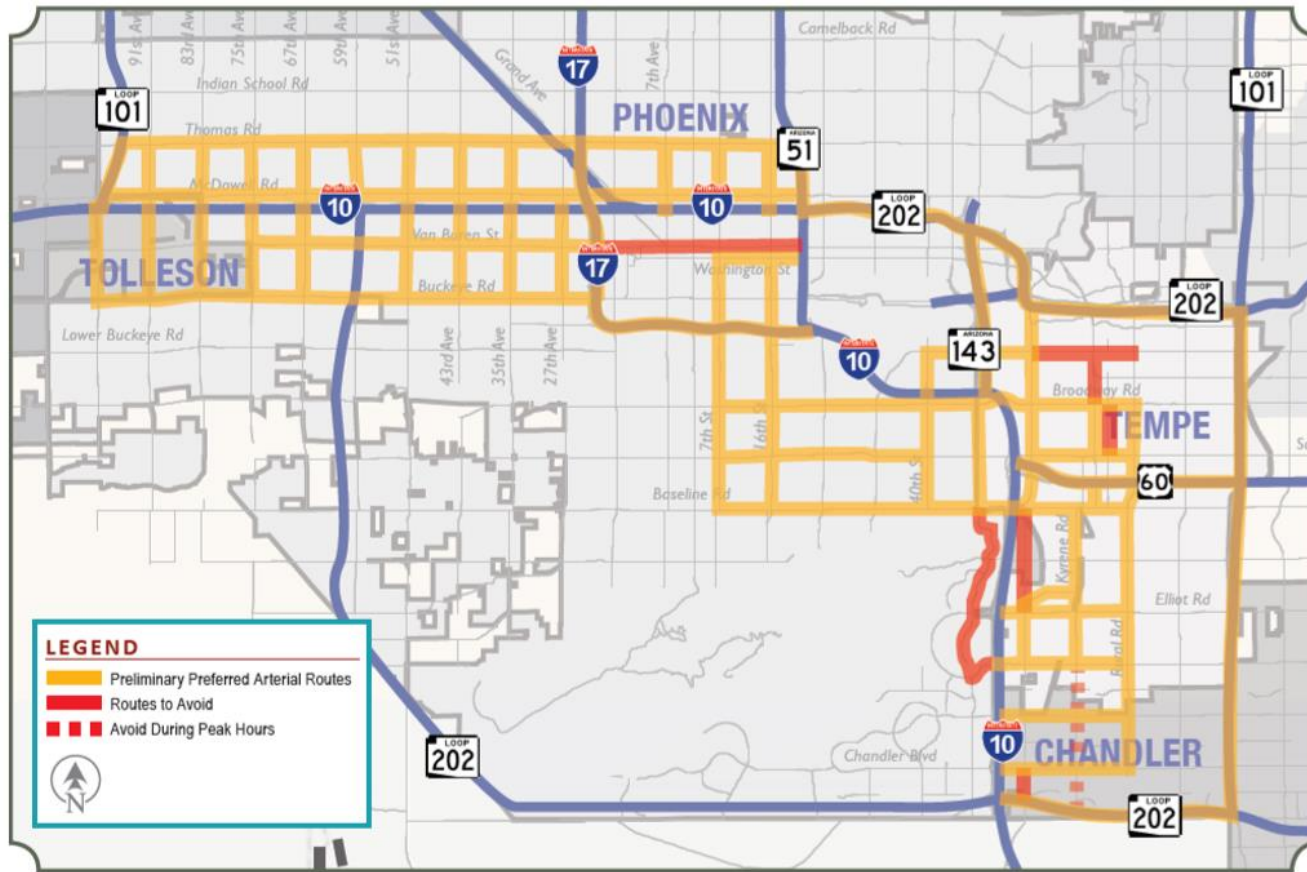 91st Ave
83rd Ave
75th Ave
67th Ave
59th Ave
51st Ave
Grand Ave
ARIZONA
17
7th Ave
Camelback Rd
Indian School Rd
LOOP
101
LOOP
101
PHOENIX
Thomas Rd
ARIZONA
51
McDowell Rd
10
10
LOOP
202
Van Buren St
17
Washington St
TOLLESON
Buckeye Rd
LOOP
202
Lower Buckeye Rd
43rd Ave
35th Ave
27th Ave
10
ARIZONA
143
Broadway Rd
7th St
16th St
TEMPE
Baseline Rd
40th St
60
Kyrene Rd
Elliot Rd
Rural Rd
LEGEND
Preliminary Preferred Arterial Routes
Routes to Avoid
Avoid During Peak Hours
N
LOOP
202
Chandler Blvd
10
CHANDLER
LOOP
202